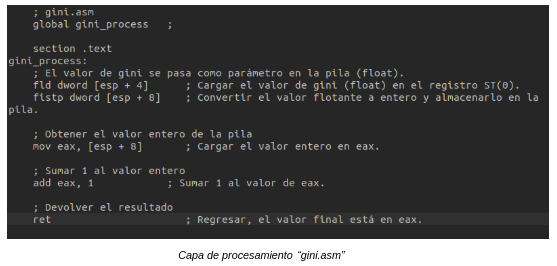 ; gini.asm
global gini_process   ;
section .text
gini_process:
; El valor de gini se pasa como parámetro en la pila (float).
fld dword [esp + 4]      ; Cargar el valor de gini (float) en el registro ST(0).
fistp dword [esp + 8]    ; Convertir el valor flotante a entero y almacenarlo en la
pila.
; Obtener el valor entero de la pila
mov eax, [esp + 8]       ; Cargar el valor entero en eax.
; Sumar 1 al valor entero
add eax, 1            ; Sumar 1 al valor de eax.
; Devolver el resultado
ret                      ; Regresar, el valor final está en eax.
Capa de procesamiento “gini.asm”